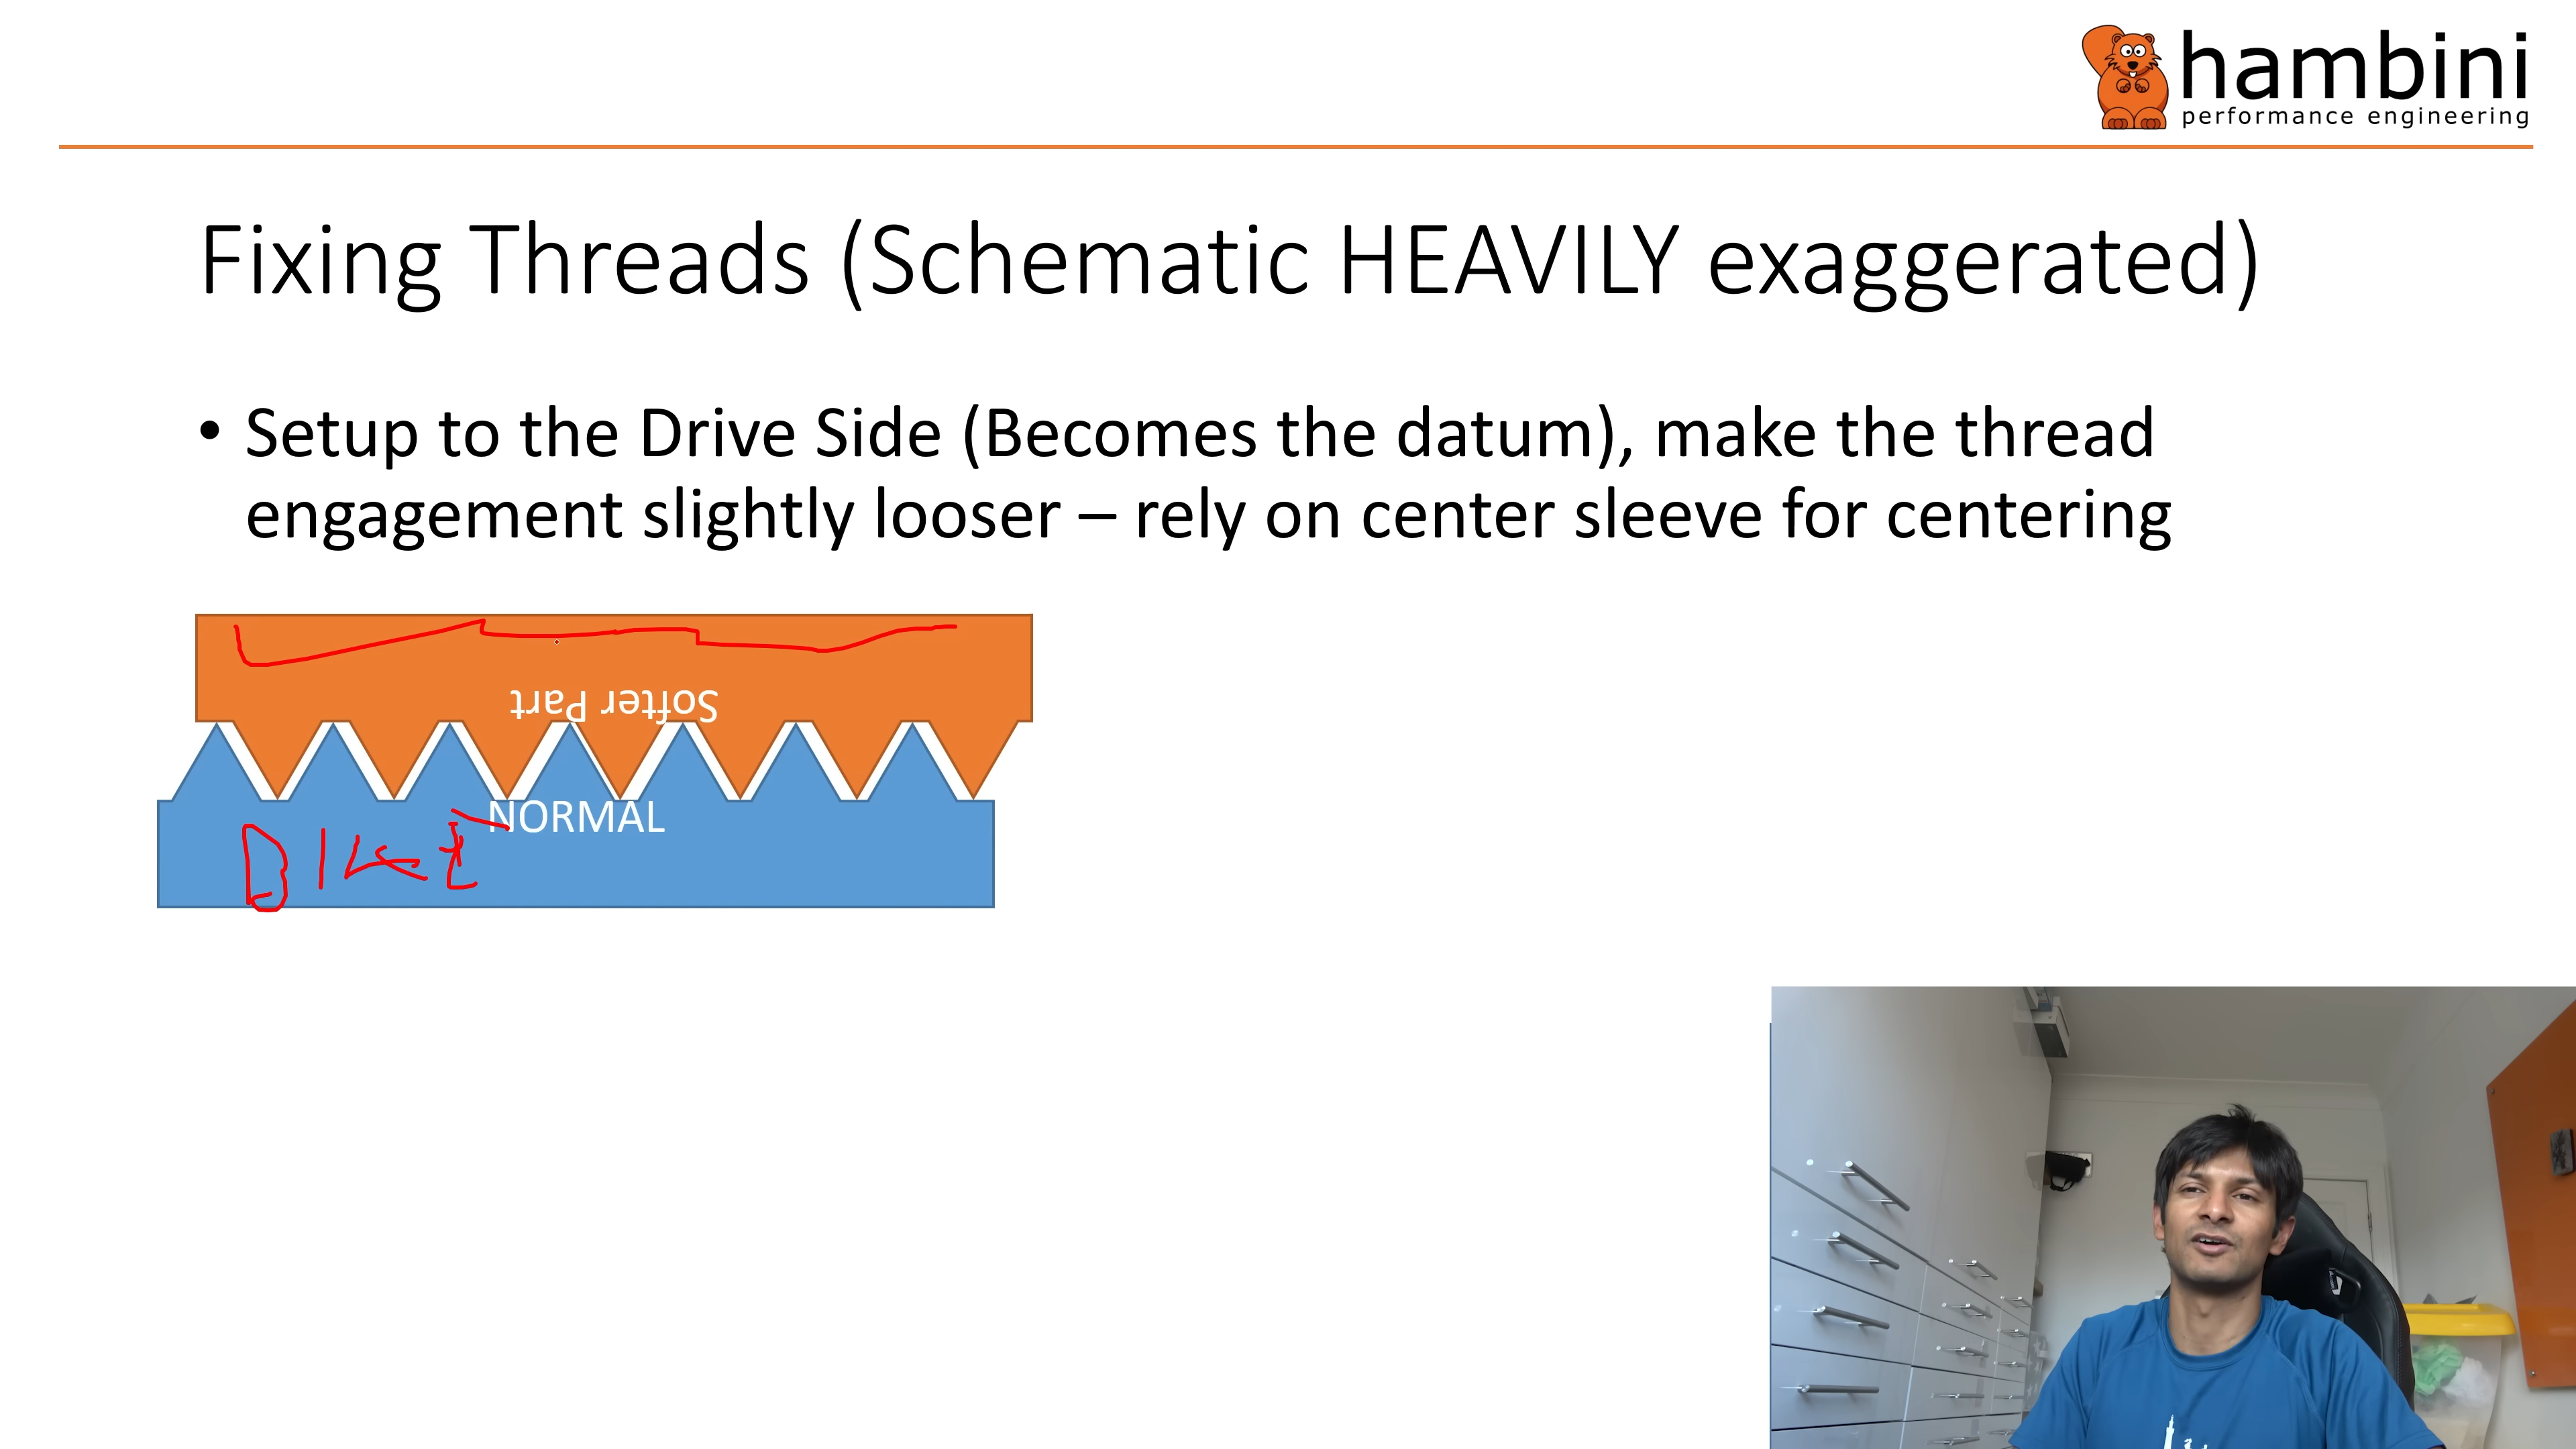 hambini
performance engineering
Fixing Threads (Schematic HEAVILY exaggerated)
• Setup to the Drive Side (Becomes the datum), make the thread
engagement slightly looser – rely on center sleeve for centering
Softer Part
NORMAL